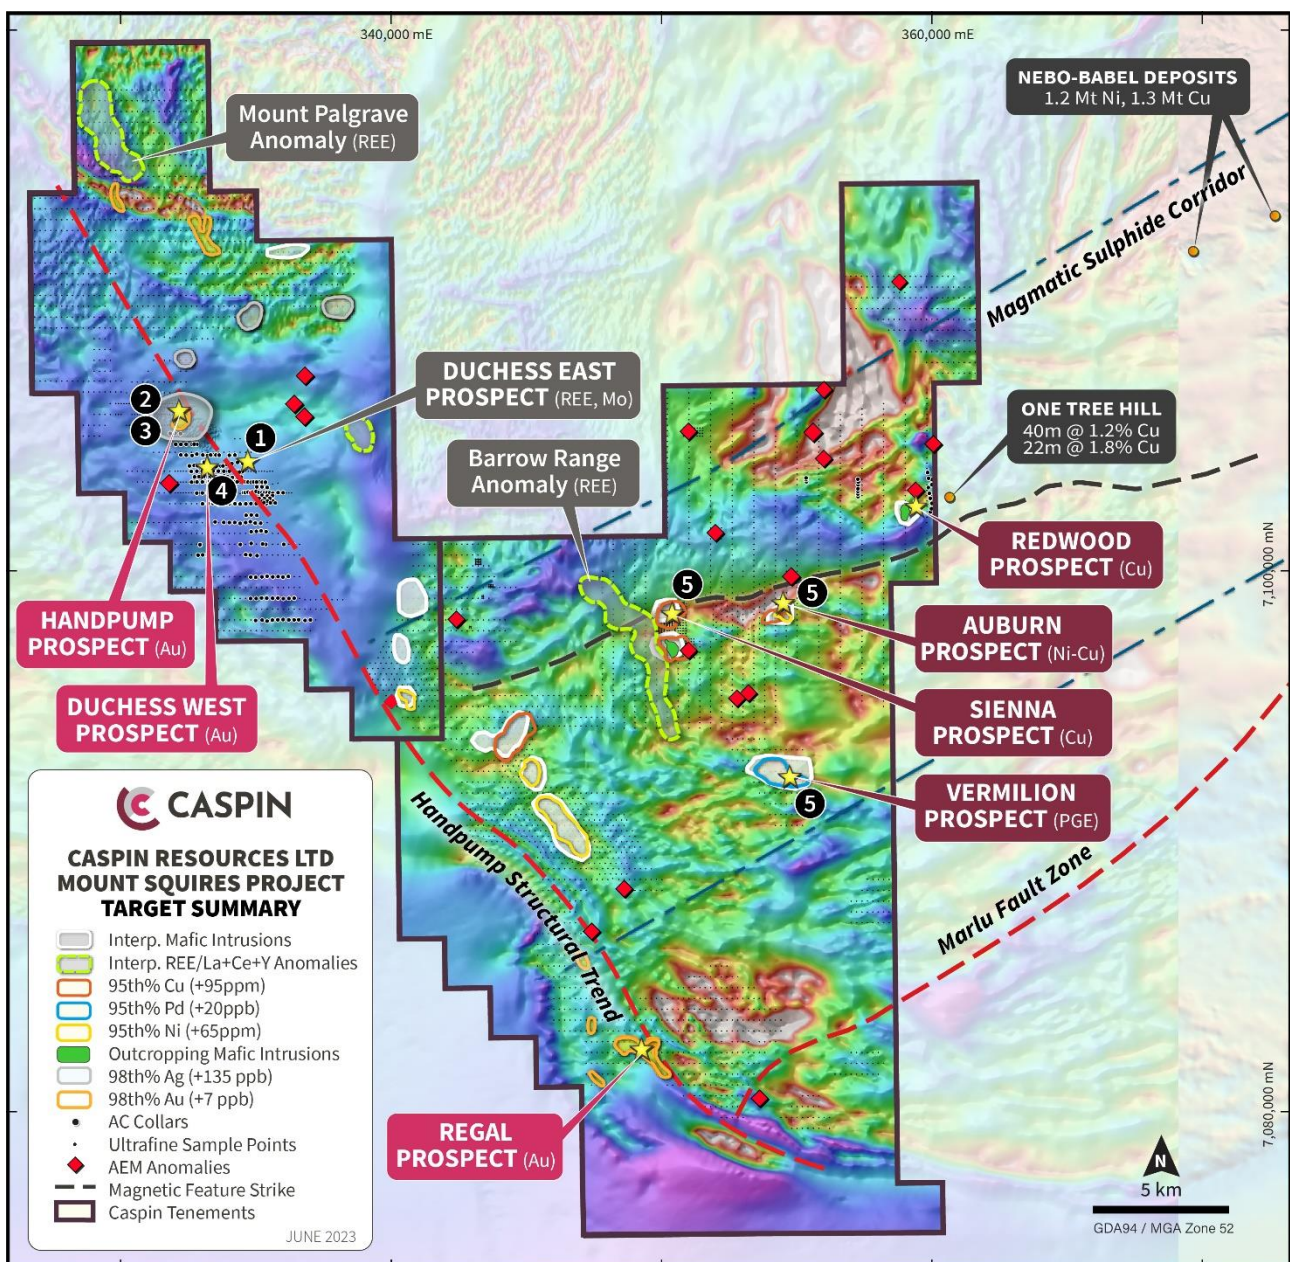 340,000 mE
360,000 mE
NEBO-BABEL DEPOSITS
1.2 Mt Ni, 1.3 Mt Cu
Mount Palgrave
Anomaly (REE)
Magmatic Sulphide Corridor
DUCHESS EAST
PROSPECT (REE, Mo)
2
3
1
4
ONE TREE HILL
40m @ 1.2% Cu
22m @ 1.8% Cu
Barrow Range
Anomaly (REE)
REDWOOD
PROSPECT (Cu)
7,100,000 mN
5
5
HANDPUMP
PROSPECT (Au)
AUBURN
PROSPECT (Ni-Cu)
DUCHESS WEST
PROSPECT (Au)
SIENNA
PROSPECT (Cu)
VERMILION
PROSPECT (PGE)
5
Handpump Structural Trend
Marlu Fault Zone
CASPIN
CASPIN RESOURCES LTD
MOUNT SQUIRES PROJECT
TARGET SUMMARY
Interp. Mafic Intrusions
Interp. REE/La+Ce+Y Anomalies
95th% Cu (+95ppm)
95th% Pd (+20ppb)
95th% Ni (+65ppm)
Outcropping Mafic Intrusions
98th% Ag (+135 ppb)
98th% Au (+7 ppb)
AC Collars
Ultrafine Sample Points
AEM Anomalies
Magnetic Feature Strike
Caspin Tenements
JUNE 2023
REGAL
PROSPECT (Au)
7,080,000 mN
N
5 km
GDA94 / MGA Zone 52